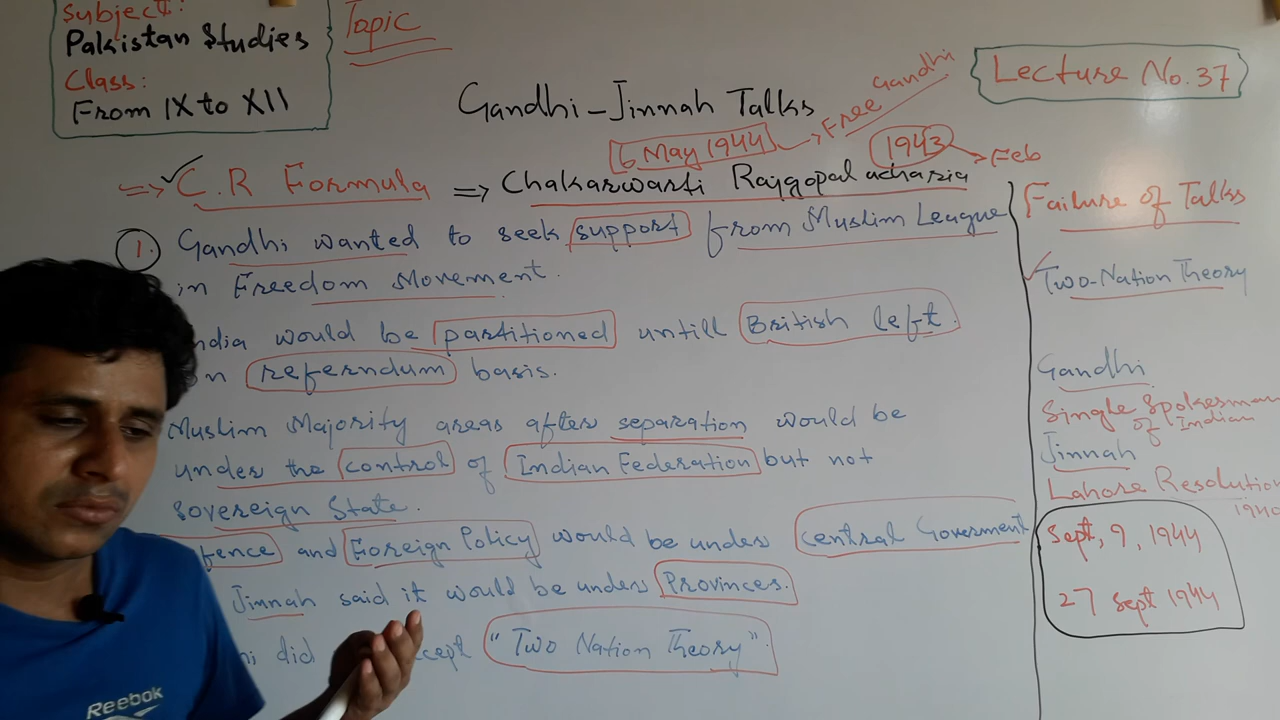 Subject:
Pakistan Studies
Class:
From IX to XII
Topic
Lecture No. 37
Gandhi-Jinnah Talks
6 May 1944 Free Gandhi
1943 Feb
C.R Formula => Chakarwarti Rajgopalacharia
1. Gandhi wanted to seek support from Muslim League
in Freedom Movement.
ndia would be partitioned untill British left.
n referndum basis.
Muslim Majority areas after separation would be
under the control of Indian Federation but not
Sovereign State.
fence and Foreign Policy would be under central Goverment
Jinnah said it would be under Provinces.
hi did cept "Two Nation Theory"
Failure of Talks
Two-Nation Theory
Gandhi
Single Spokesman
of Indian
Jinnah
Lahore Resolution
1940
Sept, 9, 1944
27 Sept 1944
Reebok